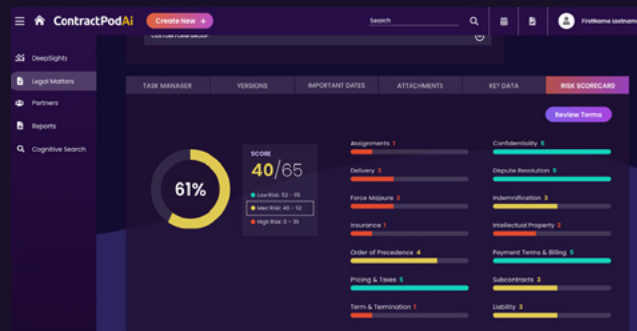 ContractPodAi
Create New +
Search
FirstName Lastname
CUSTOM FORM GROUP
DeepSights
Legal Matters
Partners
Reports
Cognitive Search
TASK MANAGER
VERSIONS
IMPORTANT DATES
ATTACHMENTS
KEY DATA
RISK SCORECARD
Review Terms
61%
SCORE
40/65
Low Risk: 53 - 65
Med Risk: 40 - 52
High Risk: 0 - 39
Assignments 1
Delivery 2
Force Majeure 2
Insurance 1
Order of Precedence 4
Pricing & Taxes 5
Term & Termination 1
Confidentiality 5
Dispute Resolution 5
Indemnification 3
Intellectual Property 2
Payment Terms & Billing 5
Subcontracts 3
Liability 3